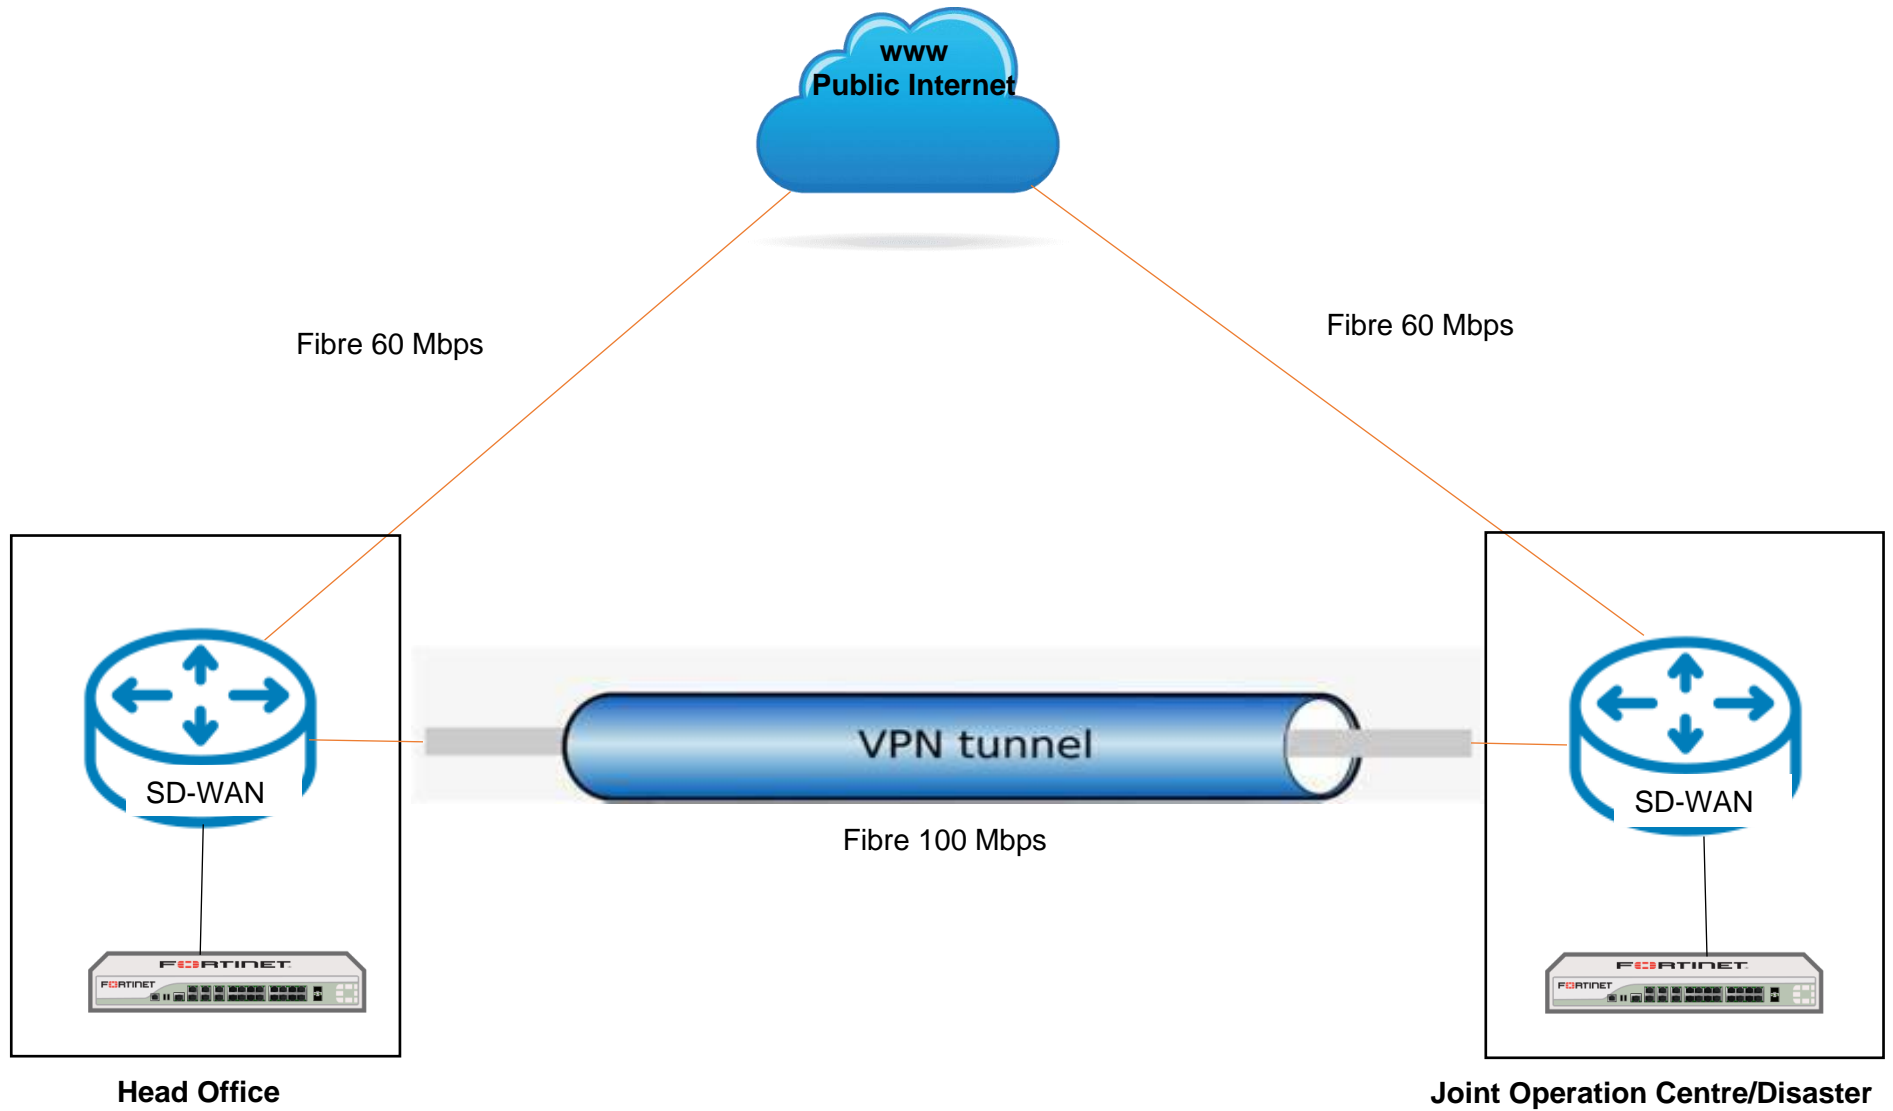 www
Public Internet
Fibre 60 Mbps
Fibre 60 Mbps
VPN tunnel
SD-WAN
SD-WAN
Fibre 100 Mbps
FORTINET
FORTINET
FORTINET
FORTINET
Head Office
Joint Operation Centre/Disaster